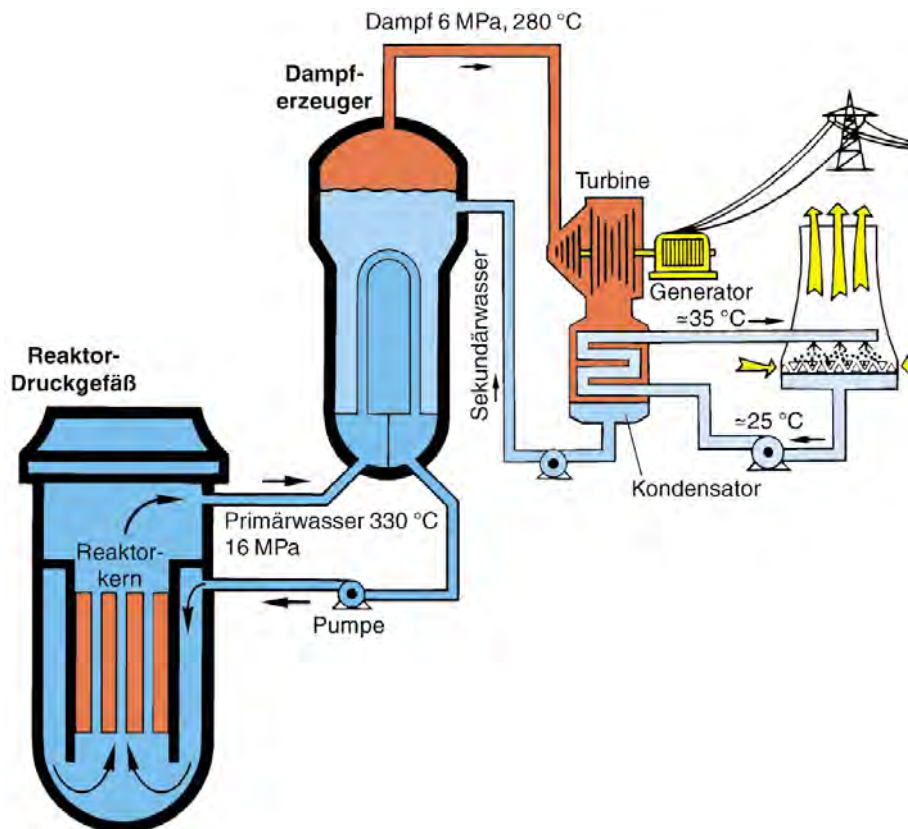 Dampf 6 MPa, 280 °C
Dampf-
erzeuger
Turbine
Generator
≈35 °C
Sekundärwasser
≈25 °C
Kondensator
Reaktor-
Druckgefäß
Primärwasser 330 °C
16 MPa
Reaktor-
kern
Pumpe